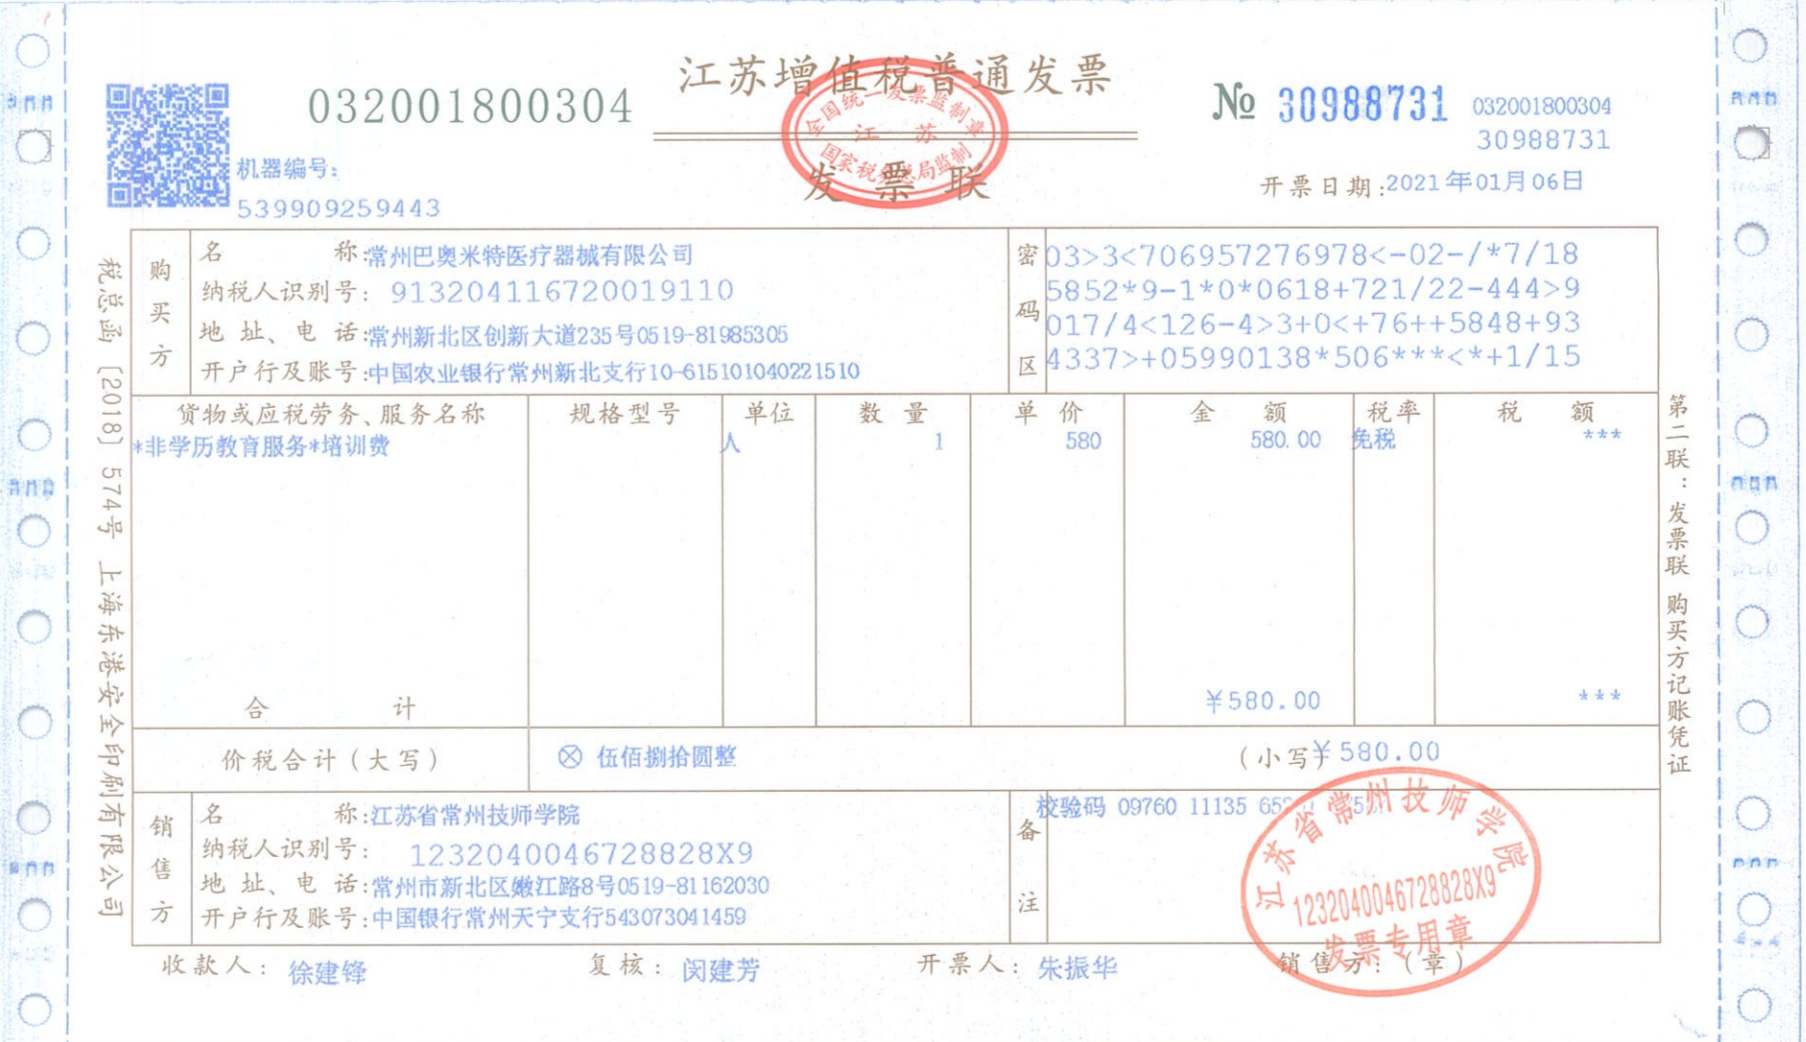 江苏增值税普通发票
发票联
全国统一发票监制章
江苏
国家税务总局监制
032001800304
№ 30988731
032001800304
30988731
机器编号:
539909259443
开票日期:2021年01月06日
税总函〔2018〕574号 上海东港安全印刷有限公司
购买方
名称:常州巴奥米特医疗器械有限公司
纳税人识别号:913204116720019110
地址、电话:常州新北区创新大道235号0519-81985305
开户行及账号:中国农业银行常州新北支行10-615101040221510
密码区
03>3<706957276978<-02-/*7/18
5852*9-1*0*0618+721/22-444>9
017/4<126-4>3+0<+76++5848+93
4337>+05990138*506***<*+1/15
货物或应税劳务、服务名称 规格型号 单位 数量 单价 金额 税率 税额
*非学历教育服务*培训费 人 1 580 580.00 免税 ***
合计 ¥580.00 ***
价税合计(大写) ⊗ 伍佰捌拾圆整 (小写)¥580.00
销售方
名称:江苏省常州技师学院
纳税人识别号:1232040046728828X9
地址、电话:常州市新北区嫩江路8号0519-81162030
开户行及账号:中国银行常州天宁支行543073041459
备注
校验码 09760 11135
江苏省常州技师学院
1232040046728828X9
发票专用章
收款人:徐建锋 复核:闵建芳 开票人:朱振华 销售方:(章)
第二联:发票联 购买方记账凭证